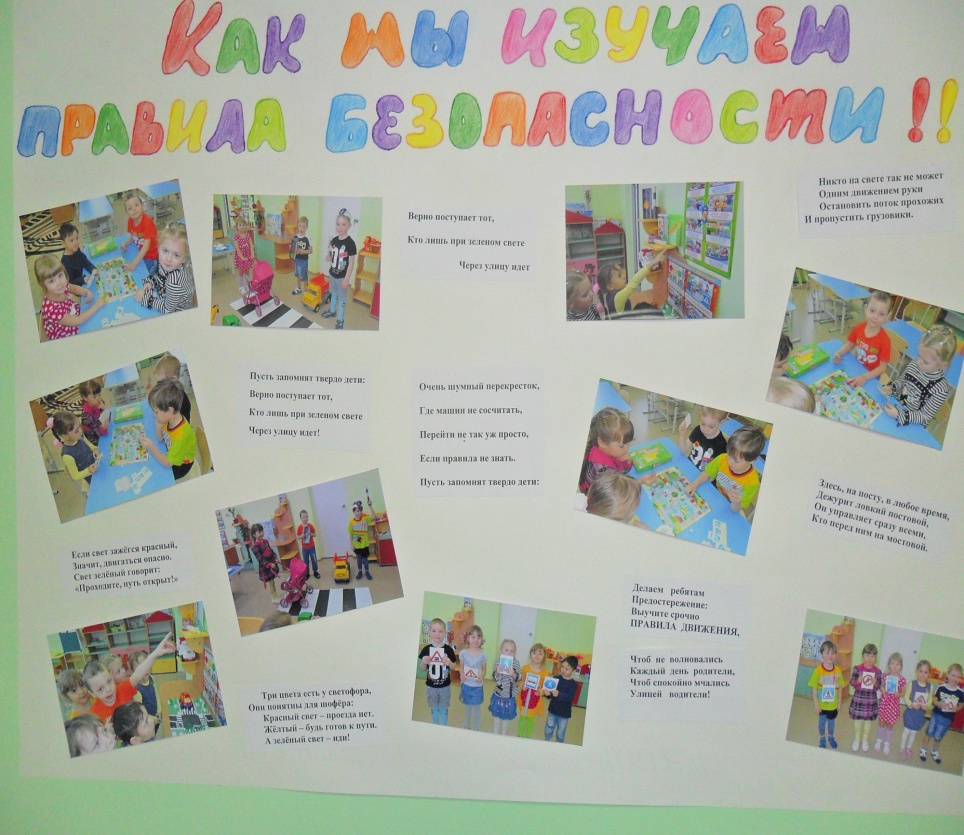 Как мы изучаем
правила безопасности!!
Никто на свете так не может
Одним движением руки
Остановить поток прохожих
И пропустить грузовики.
Верно поступает тот,
Кто лишь при зеленом свете
Через улицу идет
Пусть запомнят твердо дети:
Верно поступает тот,
Кто лишь при зеленом свете
Через улицу идет!
Очень шумный перекресток,
Где машин не сосчитать,
Перейти не так уж просто,
Если правила не знать.
Пусть запомнят твердо дети:
Здесь, на посту, в любое время,
Дежурит ловкий постовой,
Он управляет сразу всеми,
Кто перед ним на мостовой.
Если свет зажёгся красный,
Значит, двигаться опасно.
Свет зелёный говорит:
«Проходите, путь открыт!»
Делаем ребятам
Предостережение:
Выучите срочно
ПРАВИЛА ДВИЖЕНИЯ,
Чтоб не волновались
Каждый день родители,
Чтоб спокойно мчались
Улицей водители!
Три цвета есть у светофора,
Они понятны для шофёра:
Красный свет – проезда нет.
Жёлтый – будь готов к пути.
А зелёный свет – иди!